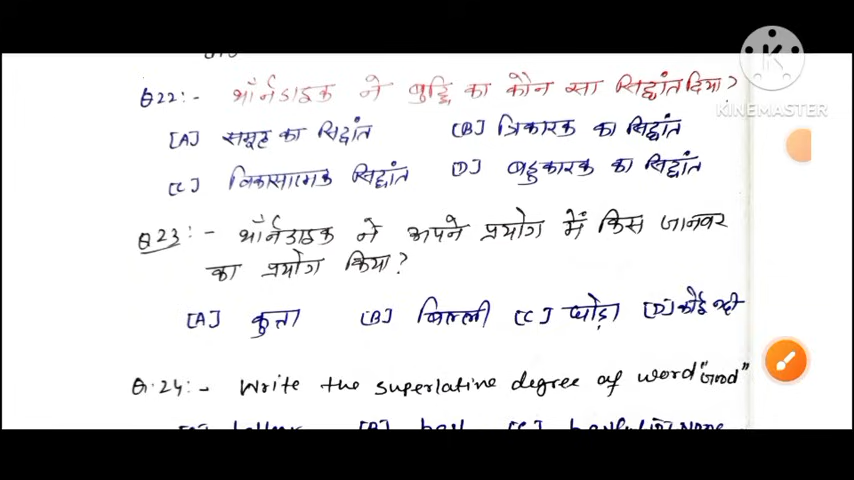 KINEMASTER
Q22:- थॉर्नडाइक ने बुद्धि का कौन सा सिद्धांत दिया?
[A] समूह का सिद्धांत [B] त्रिकारक का सिद्धांत
[C] विकासात्मक सिद्धांत [D] बहुकारक का सिद्धांत
Q23:- थॉर्नडाइक ने अपने प्रयोग में किस जानवर
का प्रयोग किया?
[A] कुत्ता [B] बिल्ली [C] घोड़ा [D] कोई नही
Q.24:- Write the superlative degree of word "Good"